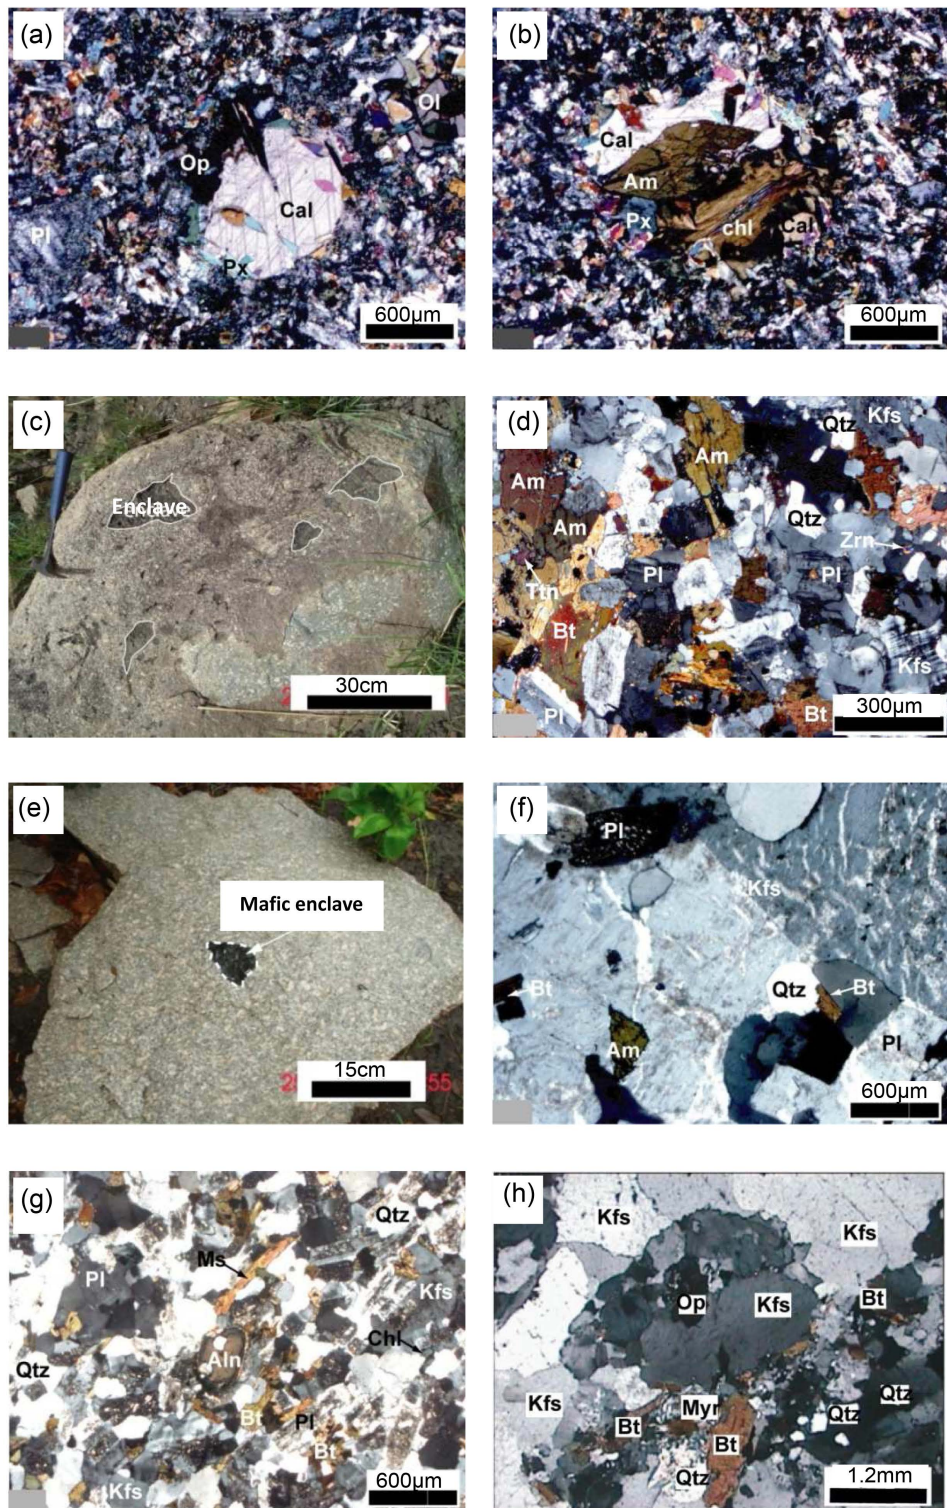 (a)
Ol
Op
Cal
Pl
Px
600µm
(b)
Cal
Am
Px
chl
Cal
600µm
(c)
Enclave
30cm
(d)
Kfs
Qtz
Am
Am
Qtz
Am
Zrn
Pl
Pl
Ttn
Bt
Kfs
Pl
Bt
300µm
(e)
Mafic enclave
15cm
55
(f)
Pl
Kfs
Qtz
Bt
Bt
Am
Pl
600µm
(g)
Qtz
Ms
Pl
Kfs
Chl
Aln
Qtz
Bt
Pl
Bt
Kfs
600µm
(h)
Kfs
Kfs
Op
Kfs
Bt
Kfs
Myr
Qtz
Bt
Qtz
Bt
Qtz
1.2mm